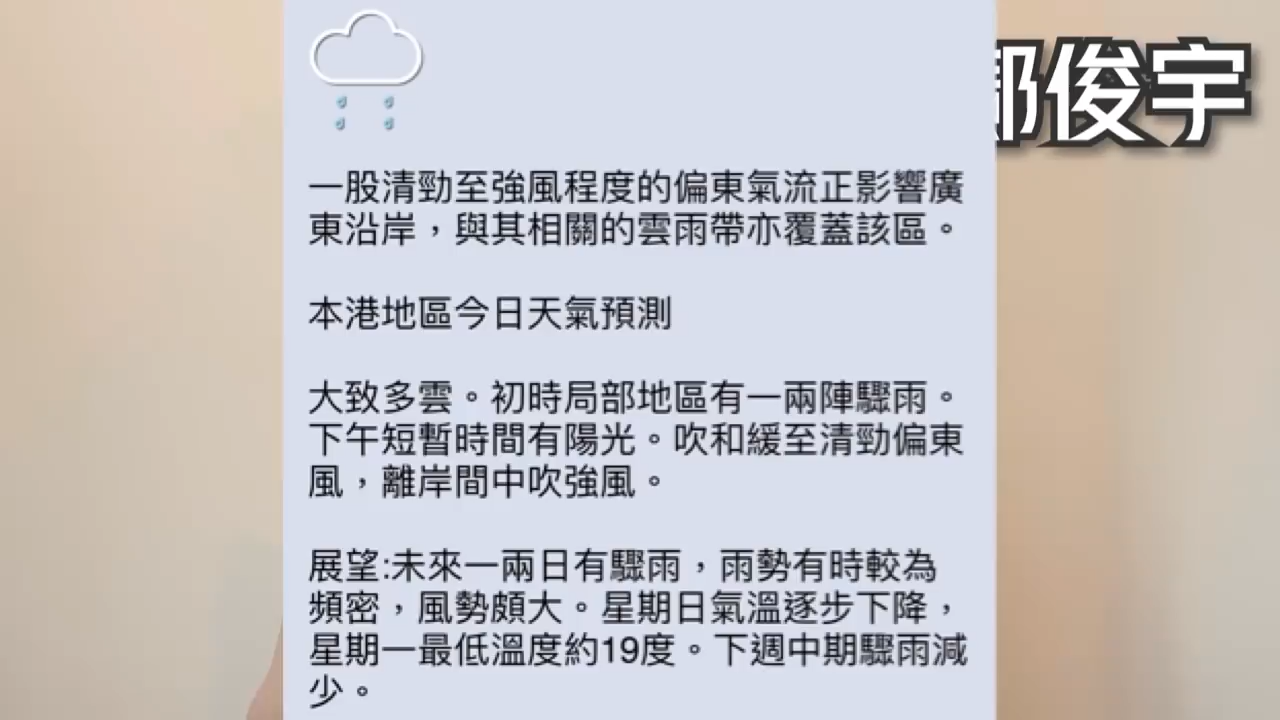 俊宇
一股清勁至強風程度的偏東氣流正影響廣
東沿岸，與其相關的雲雨帶亦覆蓋該區。
本港地區今日天氣預測
大致多雲。初時局部地區有一兩陣驟雨。
下午短暫時間有陽光。吹和緩至清勁偏東
風，離岸間中吹強風。
展望:未來一兩日有驟雨，雨勢有時較為
頻密，風勢頗大。星期日氣溫逐步下降，
星期一最低溫度約19度。下週中期驟雨減
少。